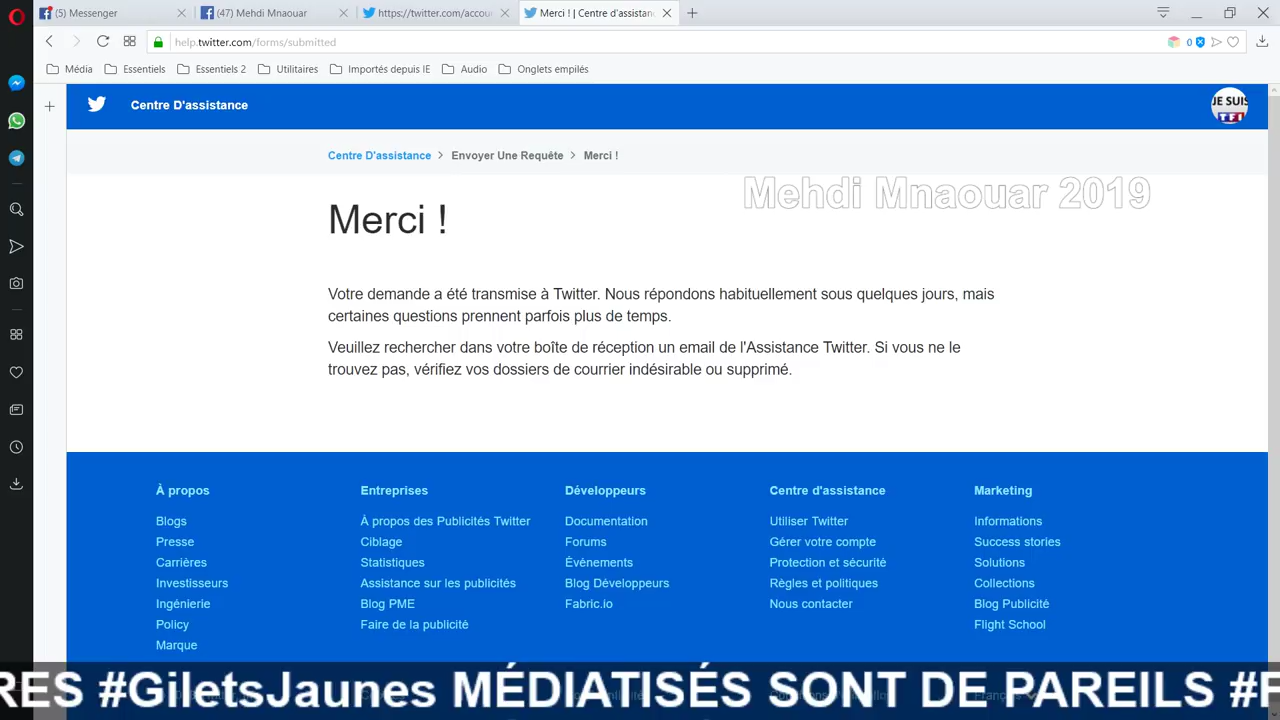 (5) Messenger
(47) Mehdi Mnaouar
https://twitter.com/accou
Merci ! | Centre d'assistanc
help.twitter.com/forms/submitted
0
Média
Essentiels
Essentiels 2
Utilitaires
Importés depuis IE
Audio
Onglets empilés
Centre D'assistance
JE SUIS
TF1
Centre D'assistance > Envoyer Une Requête > Merci !
Mehdi Mnaouar 2019
Merci !
Votre demande a été transmise à Twitter. Nous répondons habituellement sous quelques jours, mais
certaines questions prennent parfois plus de temps.
Veuillez rechercher dans votre boîte de réception un email de l'Assistance Twitter. Si vous ne le
trouvez pas, vérifiez vos dossiers de courrier indésirable ou supprimé.
À propos
Blogs
Presse
Carrières
Investisseurs
Ingénierie
Policy
Marque
Entreprises
À propos des Publicités Twitter
Ciblage
Statistiques
Assistance sur les publicités
Blog PME
Faire de la publicité
Développeurs
Documentation
Forums
Évènements
Blog Développeurs
Fabric.io
Centre d'assistance
Utiliser Twitter
Gérer votre compte
Protection et sécurité
Règles et politiques
Nous contacter
Marketing
Informations
Success stories
Solutions
Collections
Blog Publicité
Flight School
RES #GiletsJaunes MÉDIATISÉS SONT DE PAREILS #F